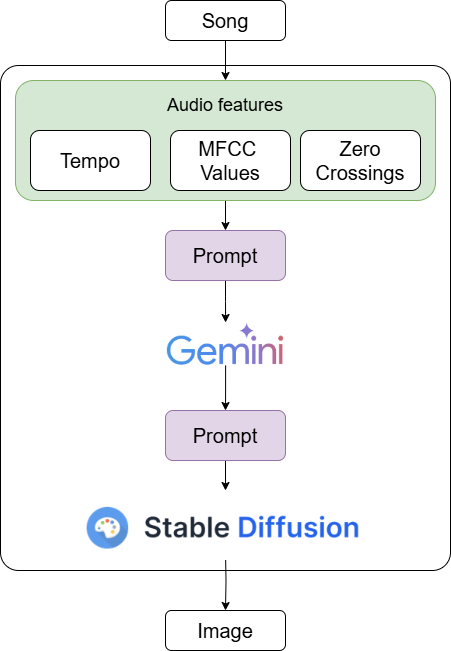 Song
Audio features
Tempo
MFCC
Values
Zero
Crossings
Prompt
Gemini
Prompt
Stable Diffusion
Image